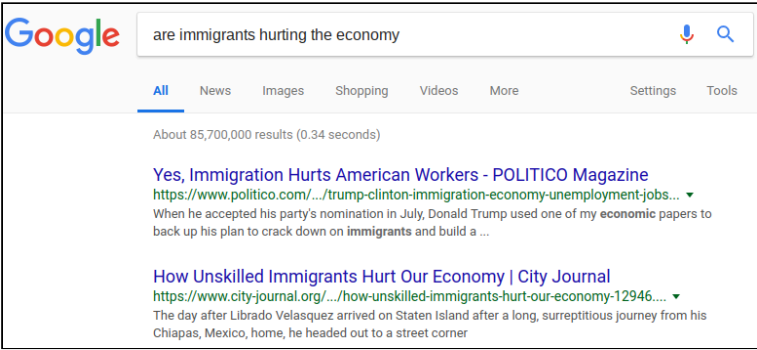 Google are immigrants hurting the economy
All News Images Shopping Videos More Settings Tools
About 85,700,000 results (0.34 seconds)
Yes, Immigration Hurts American Workers - POLITICO Magazine
https://www.politico.com/.../trump-clinton-immigration-economy-unemployment-jobs...
When he accepted his party's nomination in July, Donald Trump used one of my economic papers to
back up his plan to crack down on immigrants and build a ...
How Unskilled Immigrants Hurt Our Economy | City Journal
https://www.city-journal.org/.../how-unskilled-immigrants-hurt-our-economy-12946....
The day after Librado Velasquez arrived on Staten Island after a long, surreptitious journey from his
Chiapas, Mexico, home, he headed out to a street corner